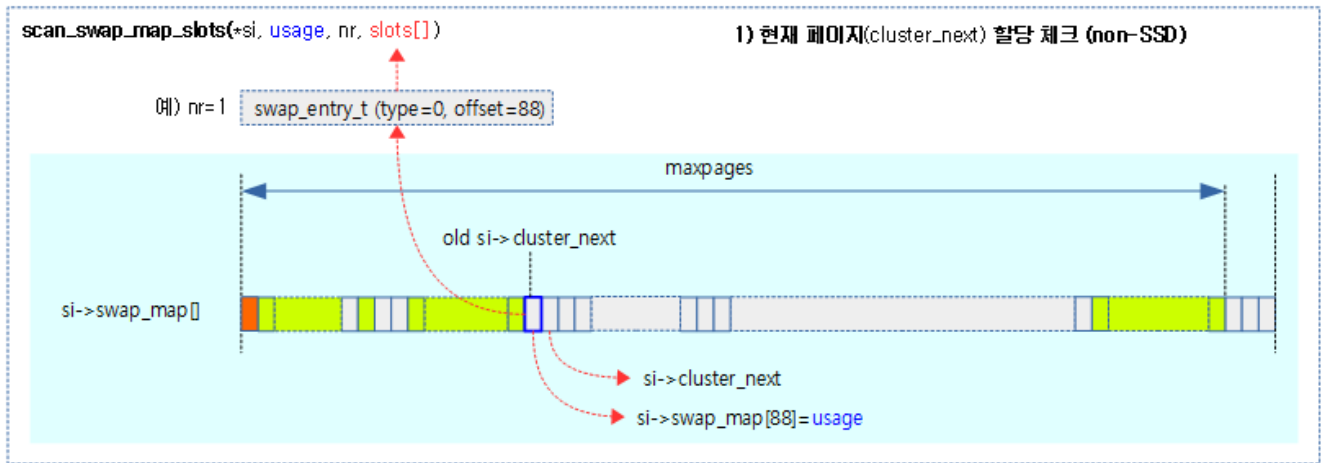 scan_swap_map_slots(*si, usage, nr, slots[])
1) 현재 페이지(cluster_next) 할당 체크 (non-SSD)
예) nr=1
swap_entry_t (type=0, offset=88)
maxpages
old si->cluster_next
si->swap_map[]
si->cluster_next
si->swap_map[88]=usage